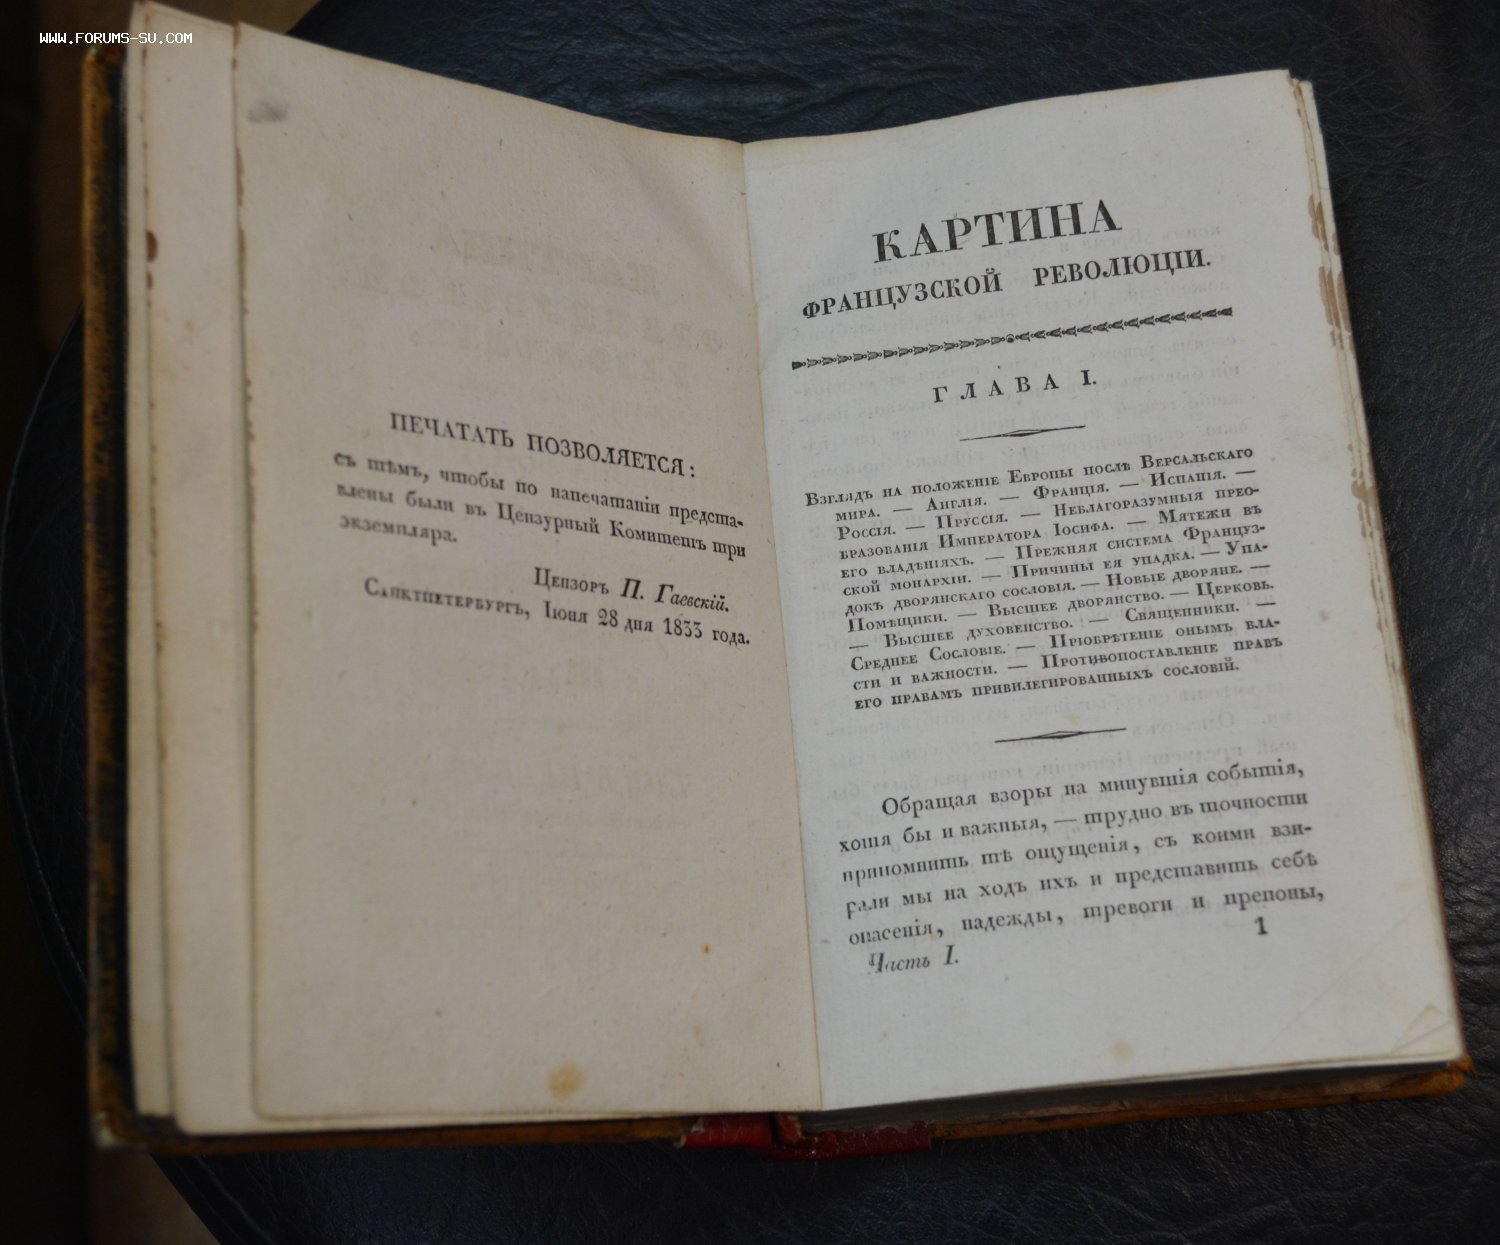 WWW.FORUMS-SU.COM
ПЕЧАТАТЬ ПОЗВОЛЯЕТСЯ:
съ тѣмъ, чтобы по напечатаніи предста-
влены были въ Цензурный Комитетъ три
экземпляра.
Цензоръ П. Гаевскій.
Санктпетербургъ, Іюня 28 дня 1833 года.
КАРТИНА
ФРАНЦУЗСКОЙ РЕВОЛЮЦІИ.
ГЛАВА I.
Взглядъ на положеніе Европы послѣ Версальскаго
мира. — Англія. — Франція. — Испанія. —
Россія. — Пруссія. — Неблагоразумныя прео-
бразованія Императора Іосифа. — Мятежи въ
его владѣніяхъ. — Прежняя система Француз-
ской монархіи. — Причины ея упадка. — Упа-
докъ дворянскаго сословія. — Новые дворяне. —
Помѣщики. — Высшее дворянство. — Церковь.
— Высшее духовенство. — Священники. —
Среднее Сословіе. — Пріобрѣтеніе онымъ вла-
сти и важности. — Противопоставленіе правъ
его правамъ привилегированныхъ сословій.
Обращая взоры на минувшія событія,
хотя бы и важныя, — трудно въ точности
припомнить тѣ ощущенія, съ коими взи-
рали мы на ходъ ихъ и представить себѣ
опасенія, надежды, тревоги и препоны,
Часть I.
1